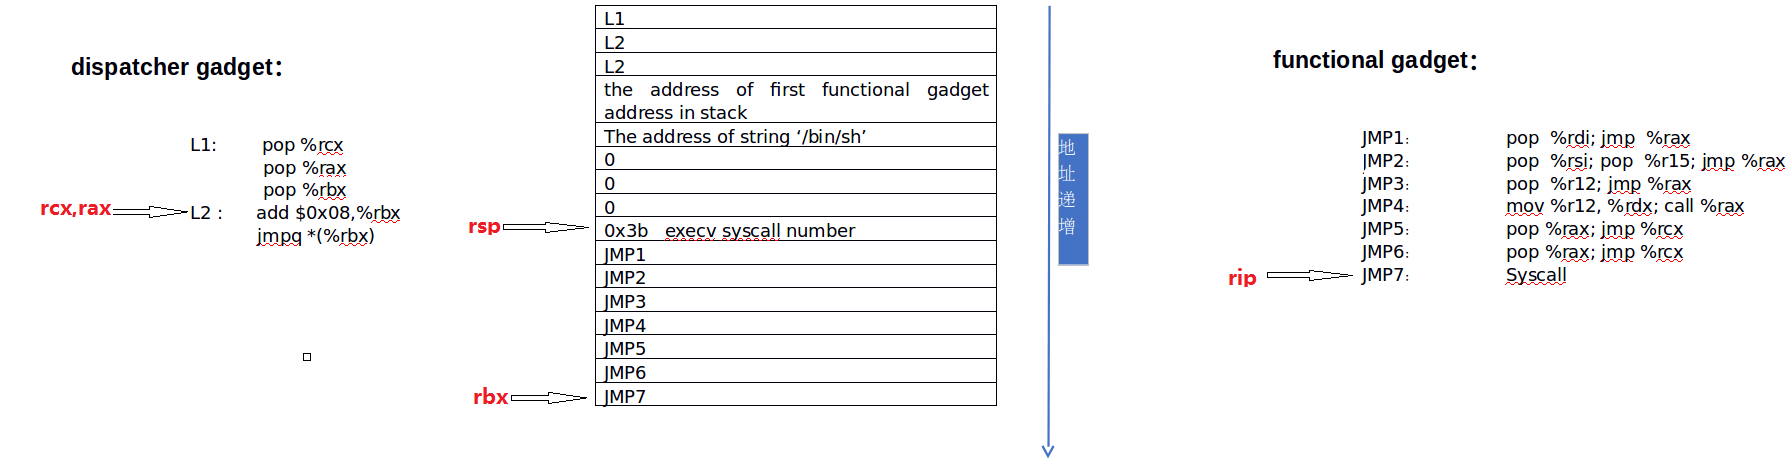 dispatcher gadget：
L1: pop %rcx
pop %rax
pop %rbx
rcx,rax
L2 : add $0x08,%rbx
jmpq *(%rbx)
L1
L2
L2
the address of first functional gadget
address in stack
The address of string ‘/bin/sh’
0
0
0
rsp
0x3b execv syscall number
JMP1
JMP2
JMP3
JMP4
JMP5
JMP6
rbx
JMP7
地
址
递
增
functional gadget：
JMP1： pop %rdi; jmp %rax
JMP2： pop %rsi; pop %r15; jmp %rax
JMP3： pop %r12; jmp %rax
JMP4： mov %r12, %rdx; call %rax
JMP5： pop %rax; jmp %rcx
JMP6： pop %rax; jmp %rcx
rip
JMP7： Syscall